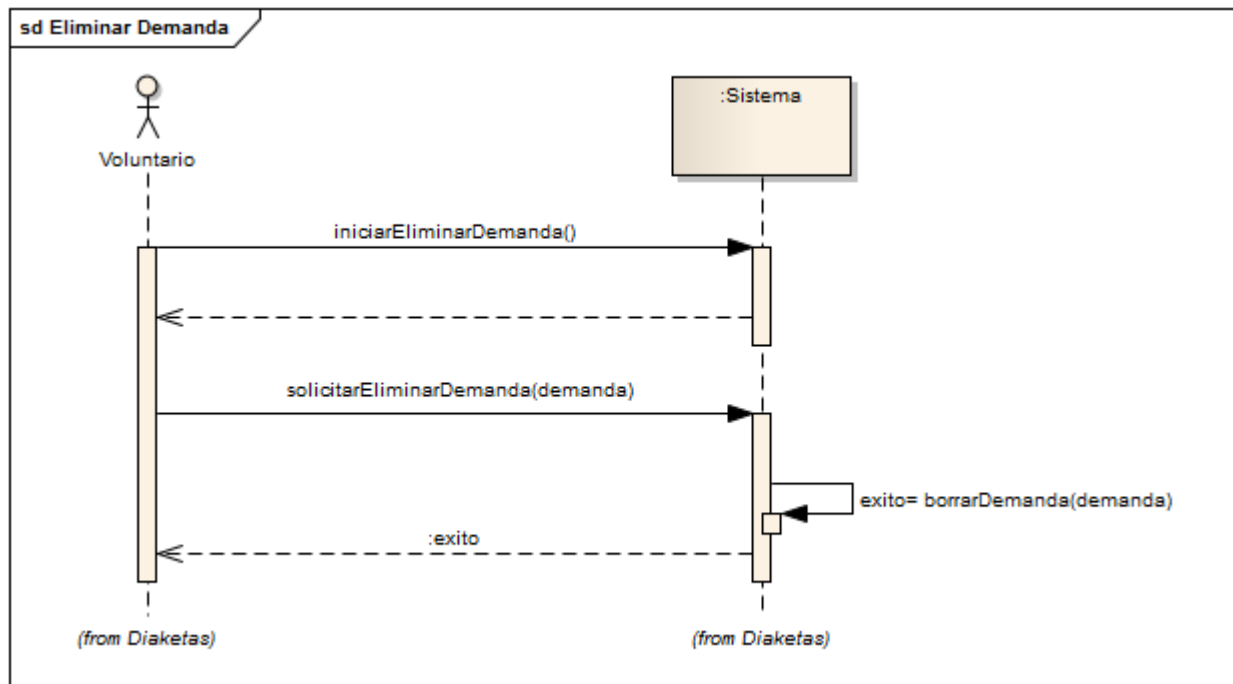 sd Eliminar Demanda
:Sistema
Voluntario
iniciarEliminarDemanda()
solicitarEliminarDemanda(demanda)
exito= borrarDemanda(demanda)
:exito
(from Diaketas)
(from Diaketas)